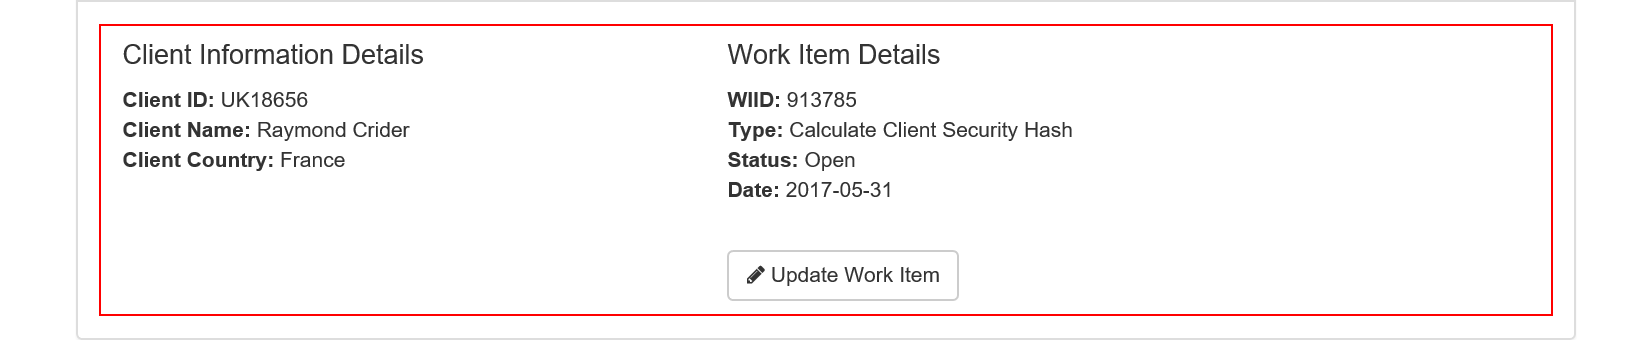 Client Information Details
Client ID: UK18656
Client Name: Raymond Crider
Client Country: France
Work Item Details
WIID: 913785
Type: Calculate Client Security Hash
Status: Open
Date: 2017-05-31
Update Work Item